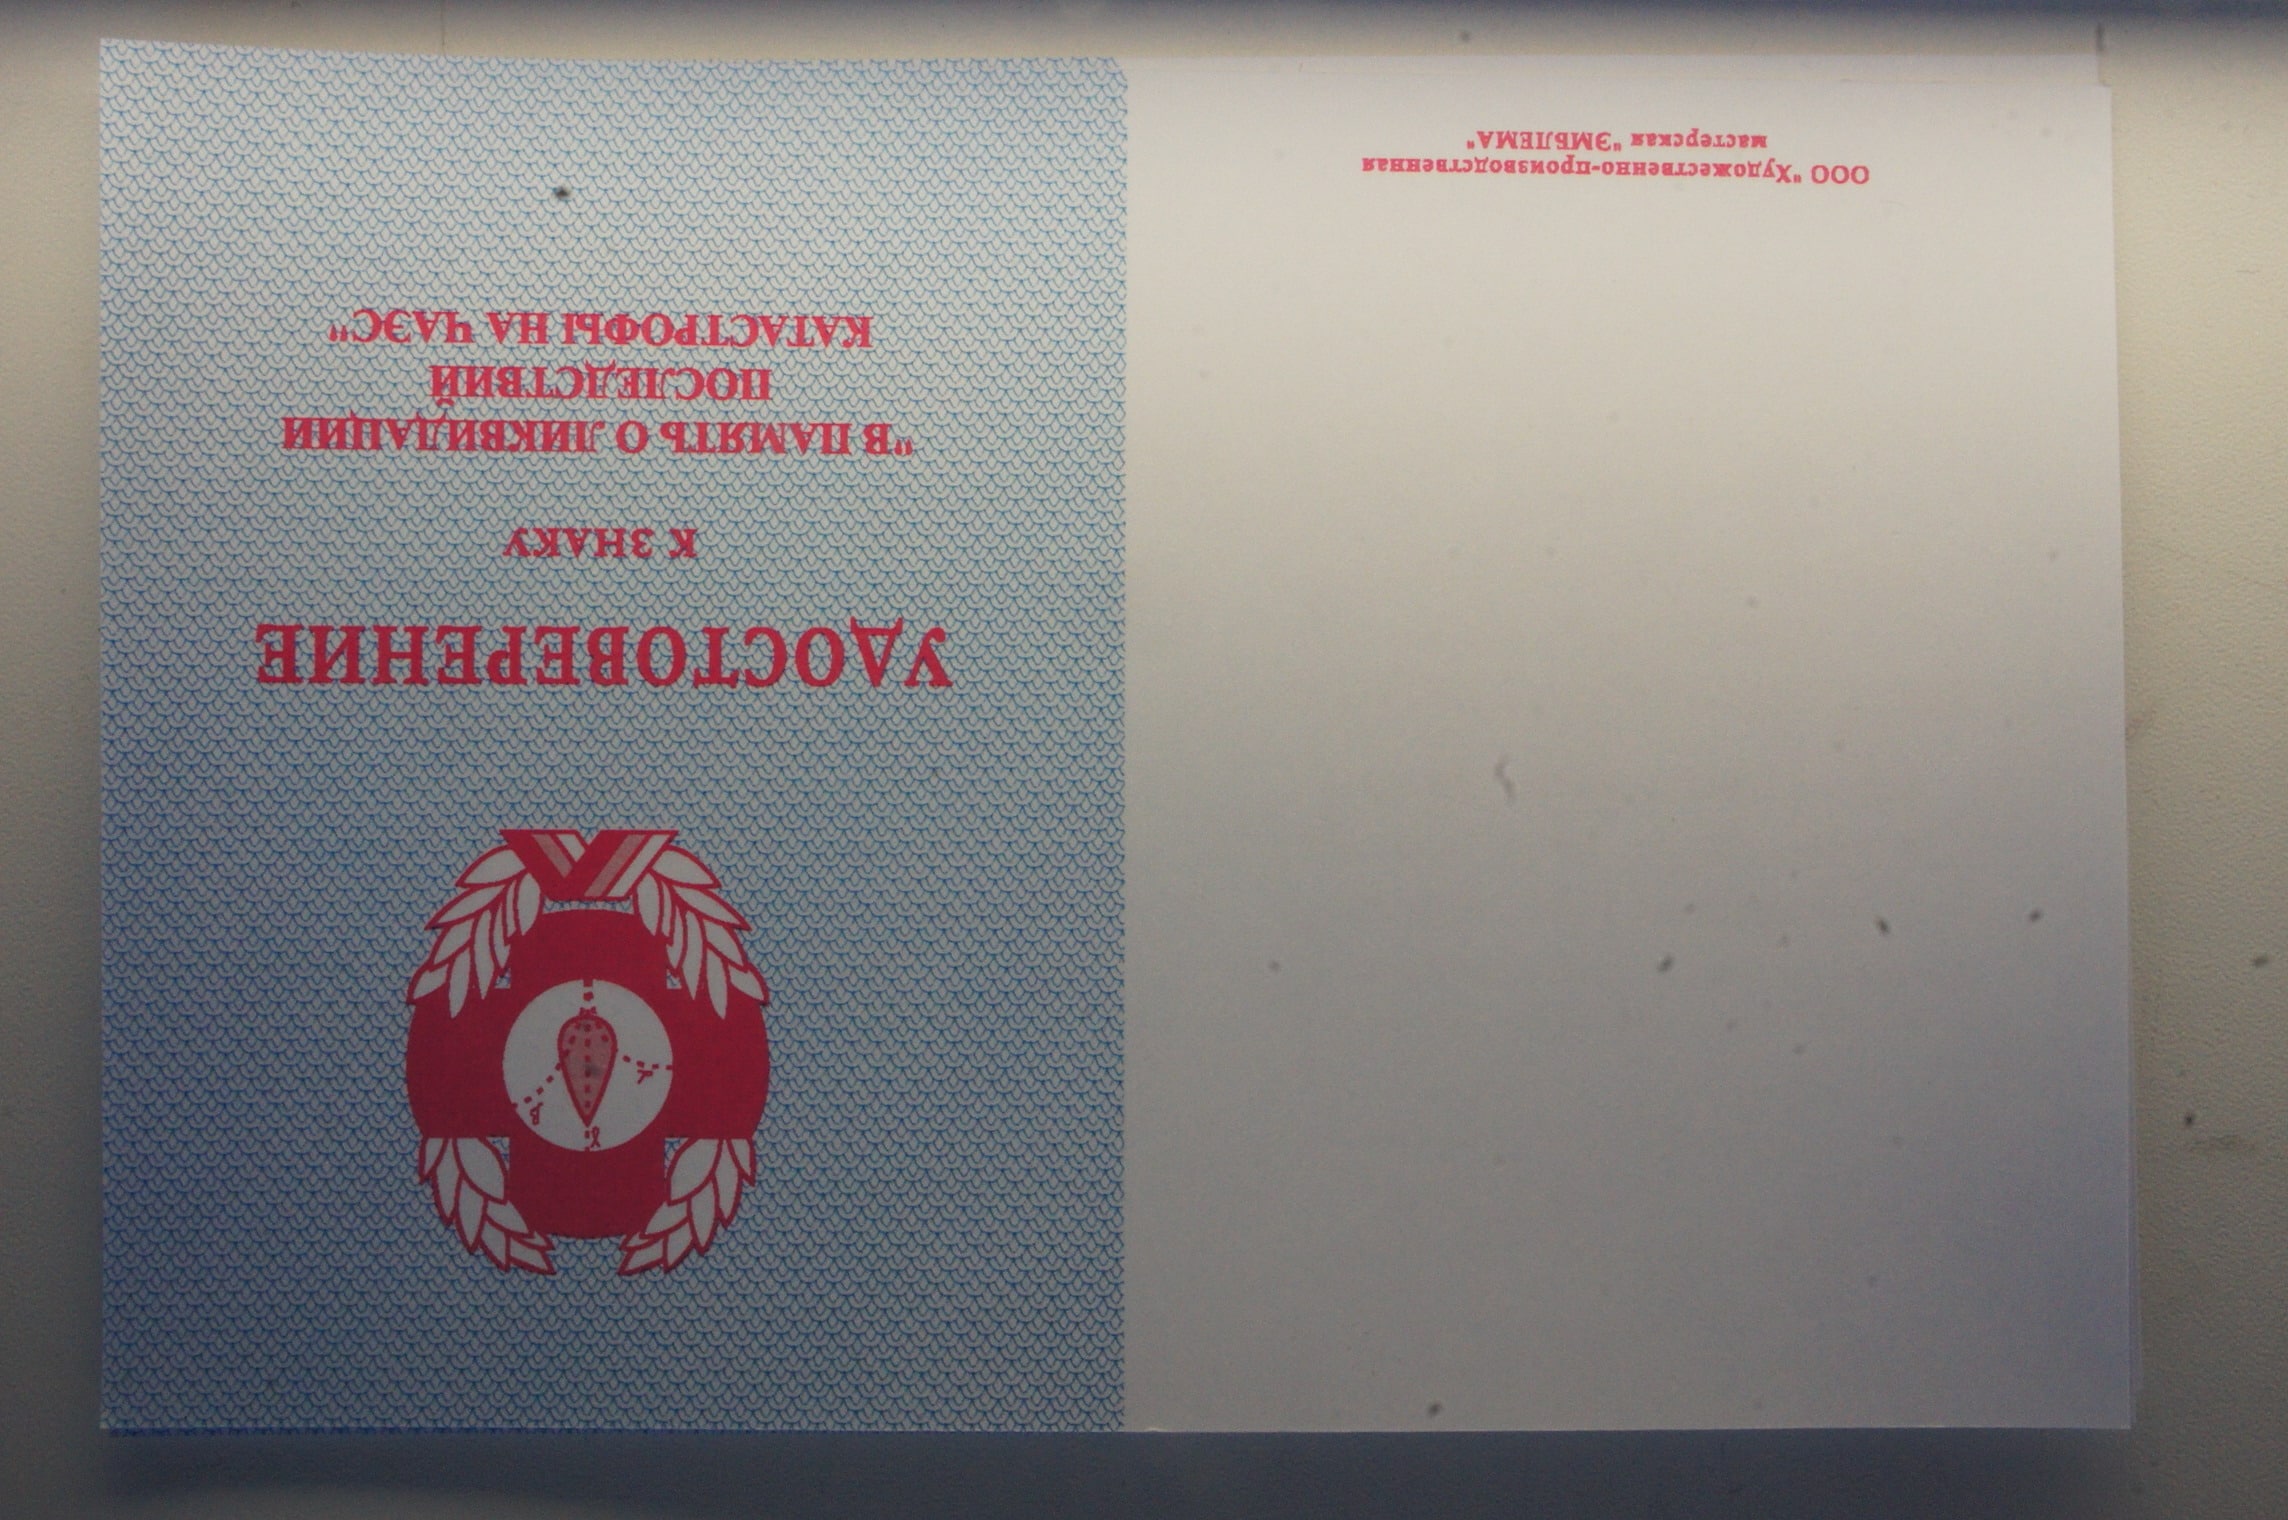 УДОСТОВЕРЕНИЕ
К ЗНАКУ
"В ПАМЯТЬ О ЛИКВИДАЦИИ
ПОСЛЕДСТВИЙ
КАТАСТРОФЫ НА ЧАЭС"
ООО "Художественно-производственная
мастерская "ЭМБЛЕМА"